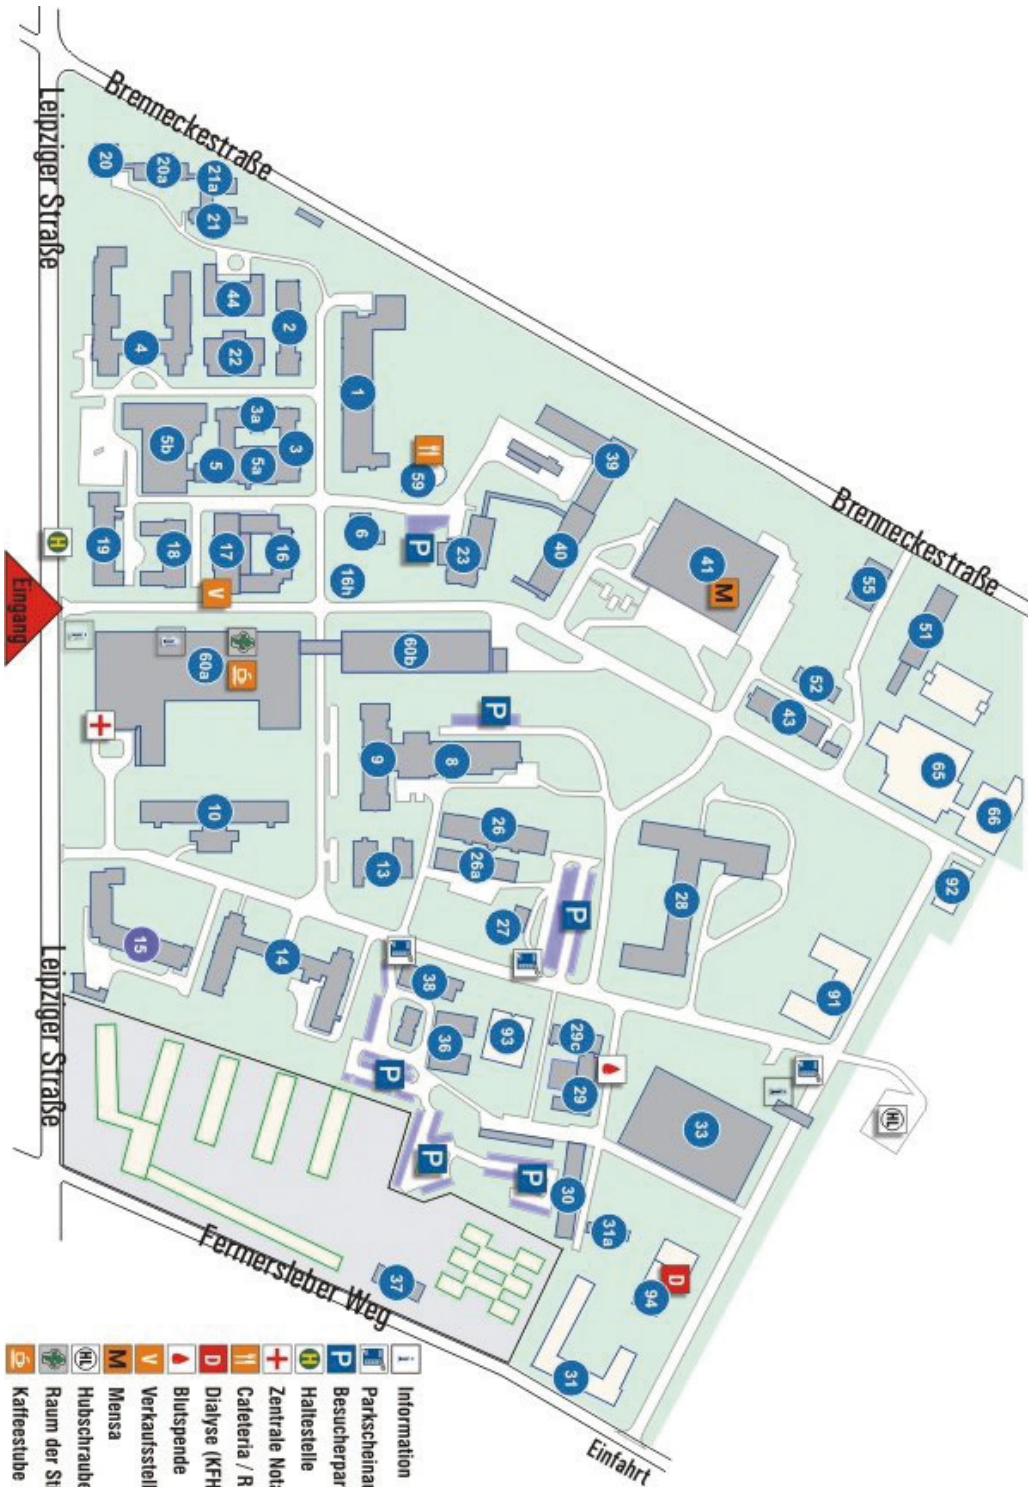 Brenneckestraße
Leipziger Straße
20
20a
21a
21
44
2
4
22
1
3a
3
5b
5
5a
59
39
Brenneckestraße
19
18
17
16
6
P
23
40
41
M
55
51
H
16h
V
Eingang
i
i
60a
60b
52
43
P
9
8
65
66
10
13
26
26a
28
92
27
P
15
14
91
Leipziger Straße
38
36
93
29c
29
i
HL
33
P
P
P
30
31a
D
94
37
31
Fermersleber Weg
Einfahrt
i Information
Parkscheinau
P Besucherpar
H Haltestelle
Zentrale Nota
Cafeteria / R
D Dialyse (KFH
Blutspende
V Verkaufsstell
M Mensa
HL Hubschraube
Raum der Sti
Kaffeestube